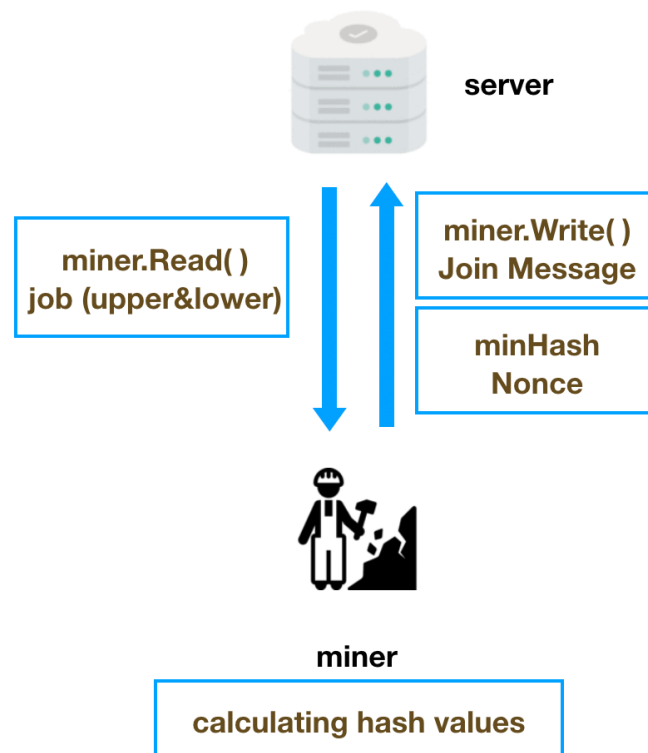 server
miner.Read( )
job (upper&lower)
miner.Write( )
Join Message
minHash
Nonce
miner
calculating hash values